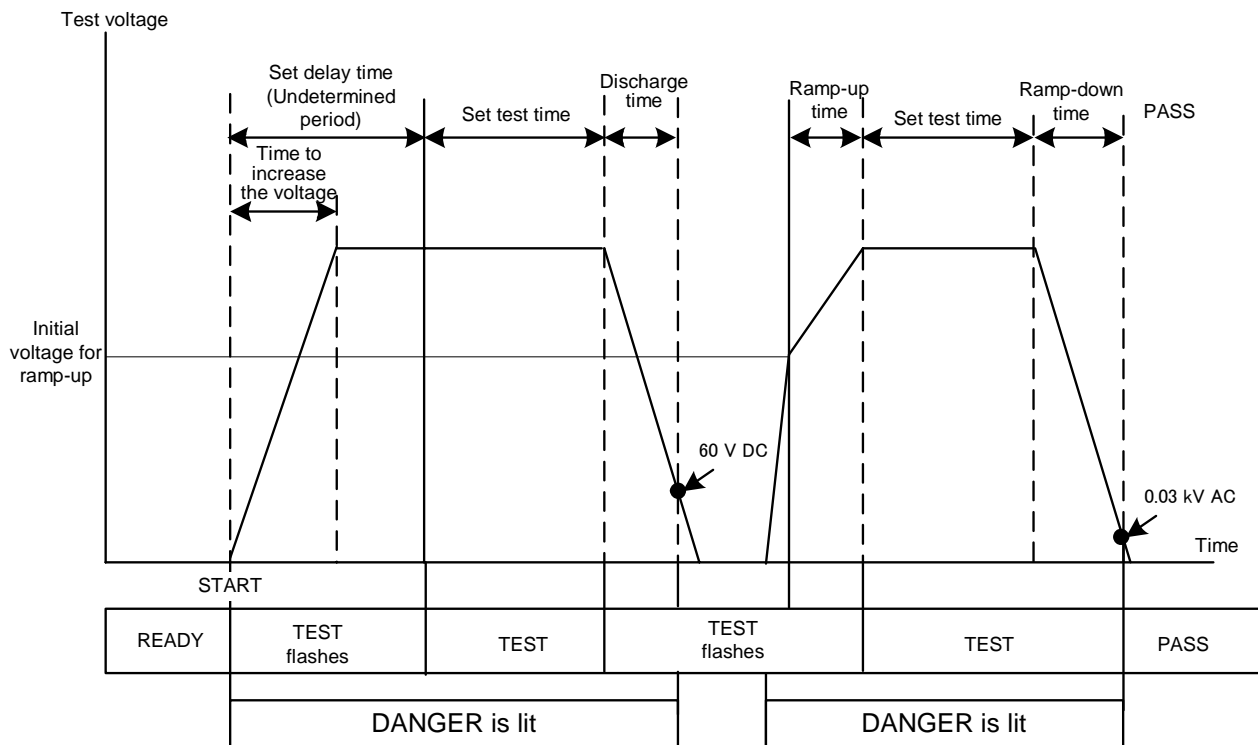 Test voltage
Set delay time
(Undetermined
period)
Set test time
Discharge
time
Ramp-up
time
Set test time
Ramp-down
time
PASS
Time to
increase
the voltage
Initial
voltage for
ramp-up
60 V DC
0.03 kV AC
Time
START
READY
TEST
flashes
TEST
TEST
flashes
TEST
PASS
DANGER is lit
DANGER is lit